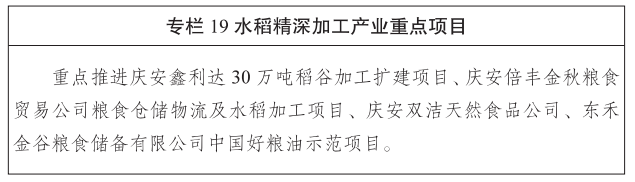 专栏 19 水稻精深加工产业重点项目
重点推进庆安鑫利达 30 万吨稻谷加工扩建项目、庆安倍丰金秋粮食
贸易公司粮食仓储物流及水稻加工项目、庆安双洁天然食品公司、东禾
金谷粮食储备有限公司中国好粮油示范项目。